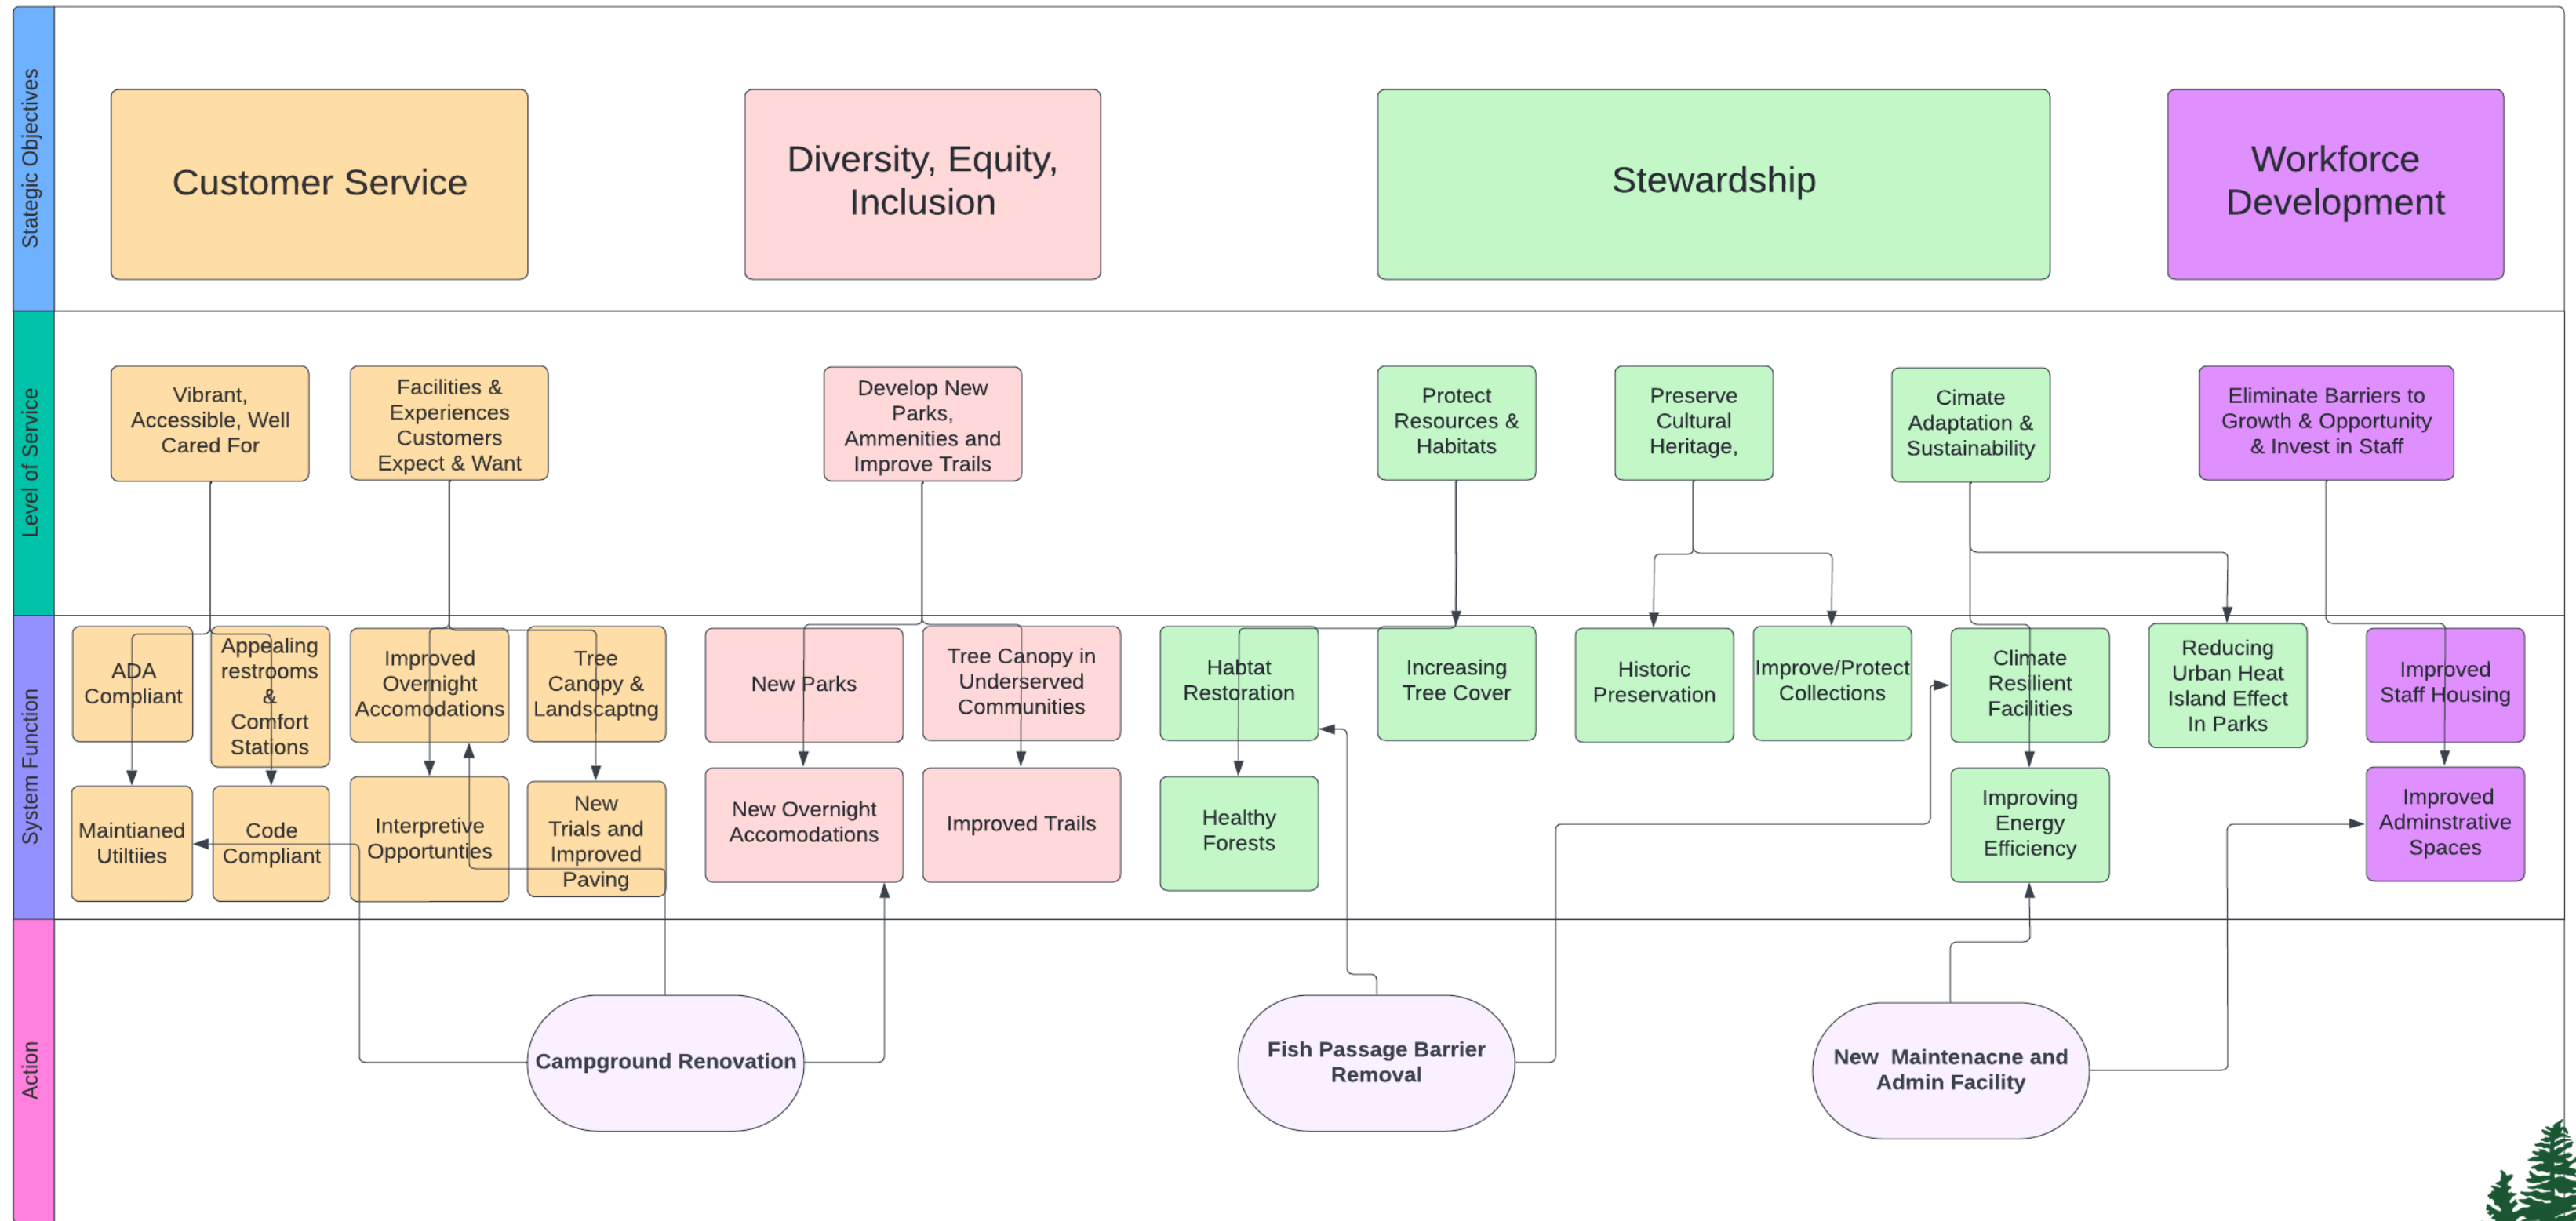 Stategic Objectives
Customer Service
Diversity, Equity,
Inclusion
Stewardship
Workforce
Development
Level of Service
Vibrant,
Accessible, Well
Cared For
Facilities &
Experiences
Customers
Expect & Want
Develop New
Parks,
Ammenities and
Improve Trails
Protect
Resources &
Habitats
Preserve
Cultural
Heritage,
Cimate
Adaptation &
Sustainability
Eliminate Barriers to
Growth & Opportunity
& Invest in Staff
System Function
ADA
Compliant
Appealing
restrooms
&
Comfort
Stations
Improved
Overnight
Accomodations
Tree
Canopy &
Landscaptng
New Parks
Tree Canopy in
Underserved
Communities
Habtat
Restoration
Increasing
Tree Cover
Historic
Preservation
Improve/Protect
Collections
Climate
Resilient
Facilities
Reducing
Urban Heat
Island Effect
In Parks
Improved
Staff Housing
Maintianed
Utiltiies
Code
Compliant
Interpretive
Opportunties
New
Trials and
Improved
Paving
New Overnight
Accomodations
Improved Trails
Healthy
Forests
Improving
Energy
Efficiency
Improved
Adminstrative
Spaces
Action
Campground Renovation
Fish Passage Barrier
Removal
New Maintenacne and
Admin Facility